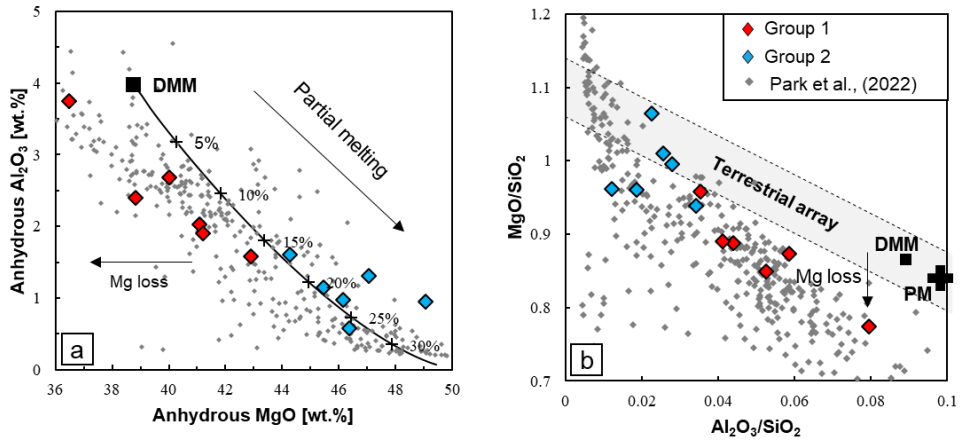 5
4
3
2
1
0
Anhydrous Al₂O₃ [wt.%]
DMM
Partial melting
5%
10%
15%
20%
25%
30%
Mg loss
a
36
38
40
42
44
46
48
50
Anhydrous MgO [wt.%]
1.2
1.1
1
0.9
0.8
0.7
MgO/SiO₂
Group 1
Group 2
Park et al., (2022)
Terrestrial array
DMM
Mg loss
PM
b
0
0.02
0.04
0.06
0.08
0.1
Al₂O₃/SiO₂